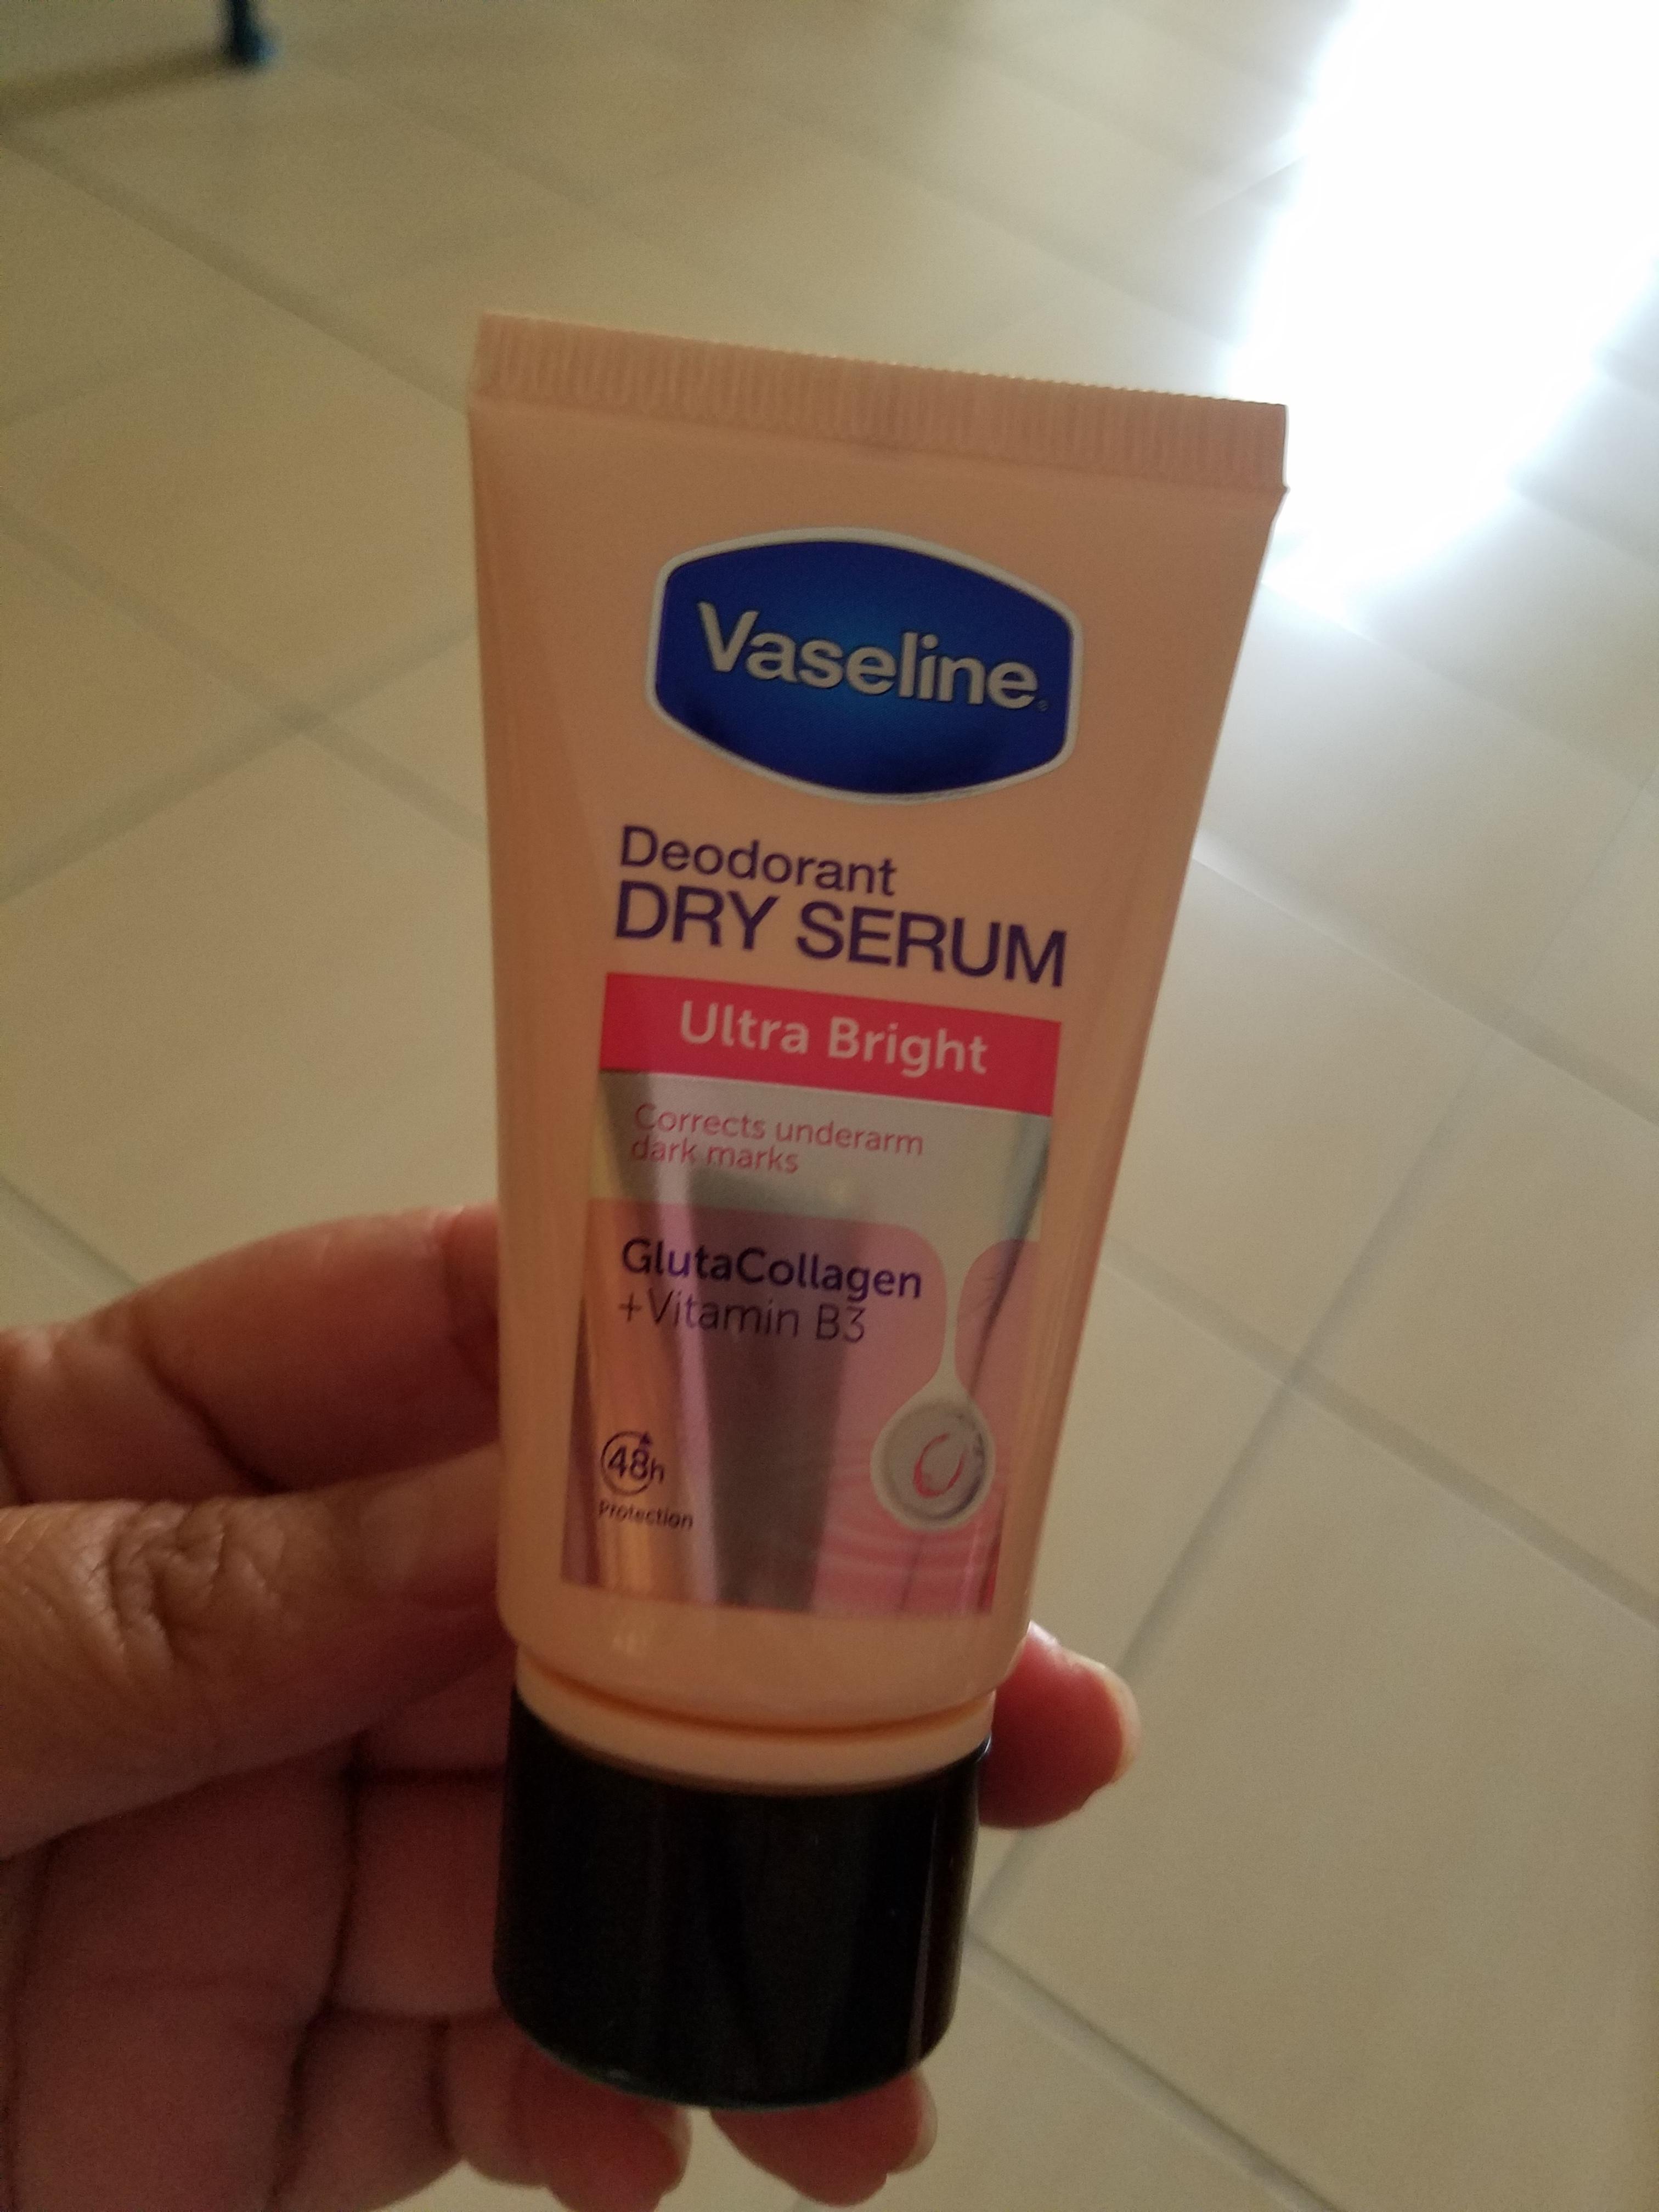 Vaseline®
Deodorant
DRY SERUM
Ultra Bright
Corrects underarm
dark marks
GlutaCollagen
+Vitamin B3
48h
Protection